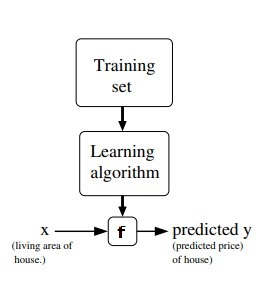 Training
set
Learning
algorithm
x
f
predicted y
(living area of
house.)
(predicted price)
of house)